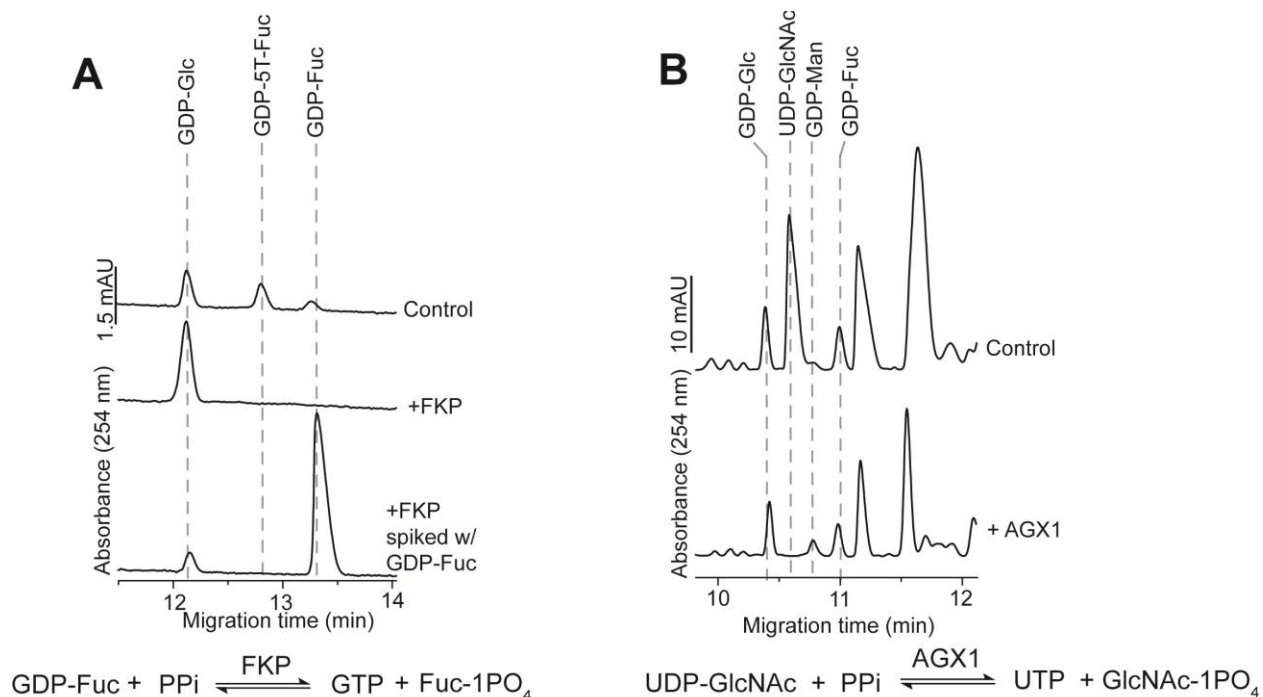 A
GDP-Glc
GDP-5T-Fuc
GDP-Fuc
1.5 mAU
Absorbance (254 nm)
Control
+FKP
+FKP
spiked w/
GDP-Fuc
12 13 14
Migration time (min)
GDP-Fuc + PPi FKP GTP + Fuc-1PO₄
B
GDP-Glc
UDP-GlcNAc
GDP-Man
GDP-Fuc
10 mAU
Absorbance (254 nm)
Control
+ AGX1
10 11 12
Migration time (min)
UDP-GlcNAc + PPi AGX1 UTP + GlcNAc-1PO₄